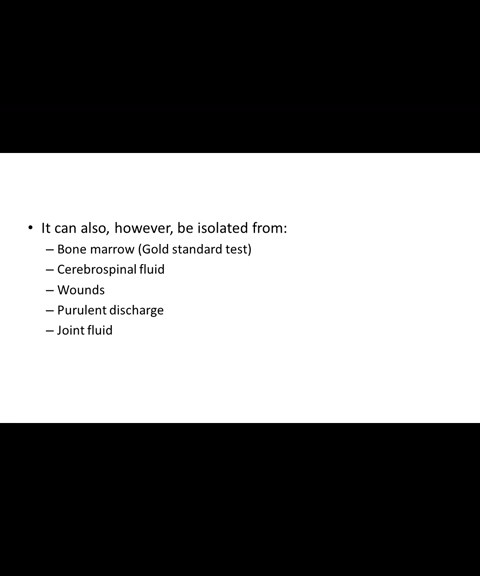 • It can also, however, be isolated from:
– Bone marrow (Gold standard test)
– Cerebrospinal fluid
– Wounds
– Purulent discharge
– Joint fluid